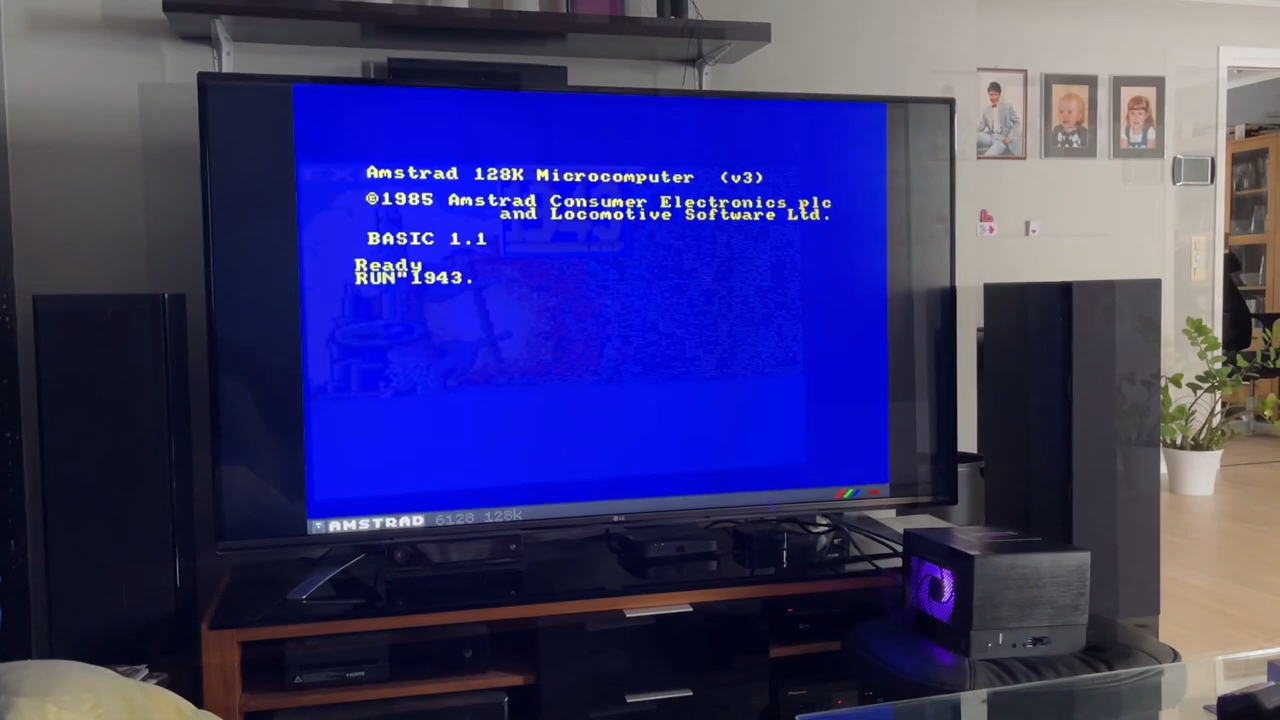 Amstrad 128K Microcomputer (v3)
©1985 Amstrad Consumer Electronics plc
and Locomotive Software Ltd.
BASIC 1.1
Ready
RUN"1943.
AMSTRAD 6128 128k
LG